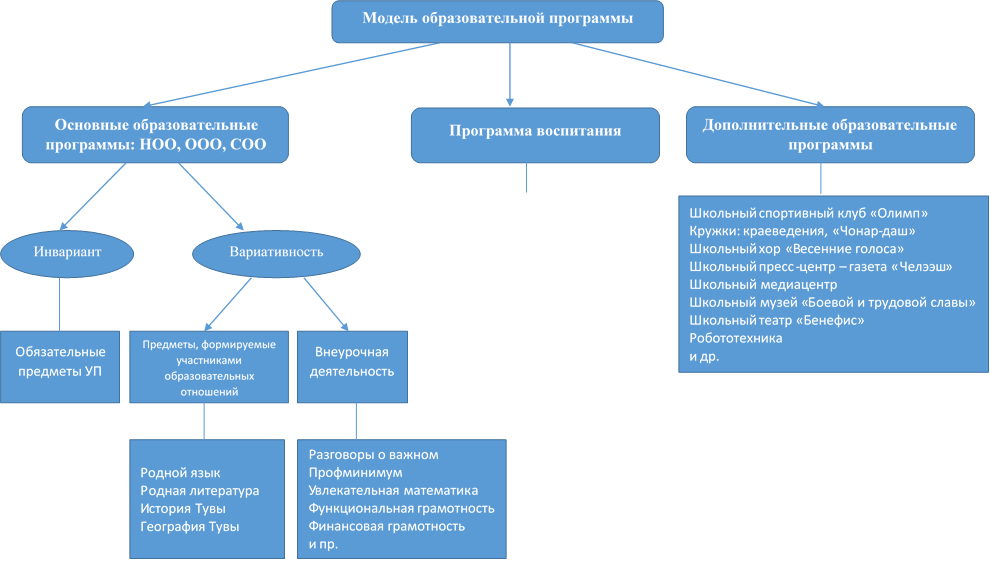 Модель образовательной программы
Основные образовательные
программы: НОО, ООО, СОО
Программа воспитания
Дополнительные образовательные
программы
Инвариант
Вариативность
Школьный спортивный клуб «Олимп»
Кружки: краеведения, «Чонар-даш»
Школьный хор «Весенние голоса»
Школьный пресс-центр – газета «Челээш»
Школьный медиацентр
Школьный музей «Боевой и трудовой славы»
Школьный театр «Бенефис»
Робототехника
и др.
Обязательные
предметы УП
Предметы, формируемые
участниками
образовательных
отношений
Внеурочная
деятельность
Родной язык
Родная литература
История Тувы
География Тувы
Разговоры о важном
Профминимум
Увлекательная математика
Функциональная грамотность
Финансовая грамотность
и пр.